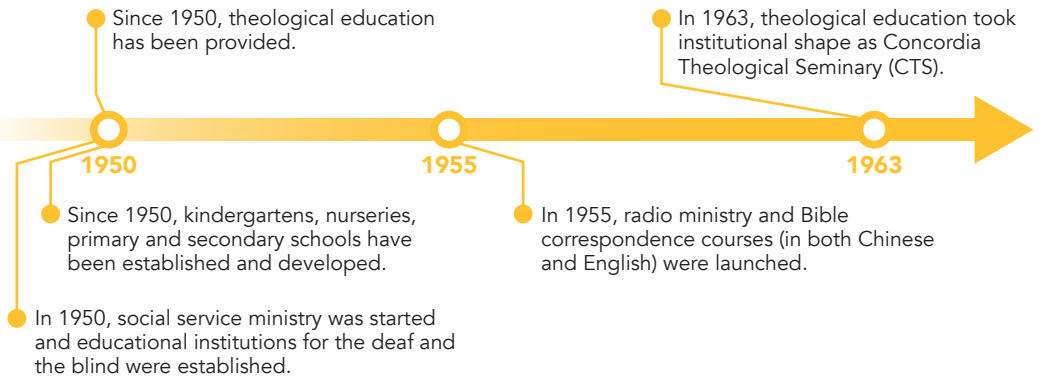 Since 1950, theological education
has been provided.
In 1963, theological education took
institutional shape as Concordia
Theological Seminary (CTS).
1950
1955
1963
Since 1950, kindergartens, nurseries,
primary and secondary schools have
been established and developed.
In 1955, radio ministry and Bible
correspondence courses (in both Chinese
and English) were launched.
In 1950, social service ministry was started
and educational institutions for the deaf and
the blind were established.